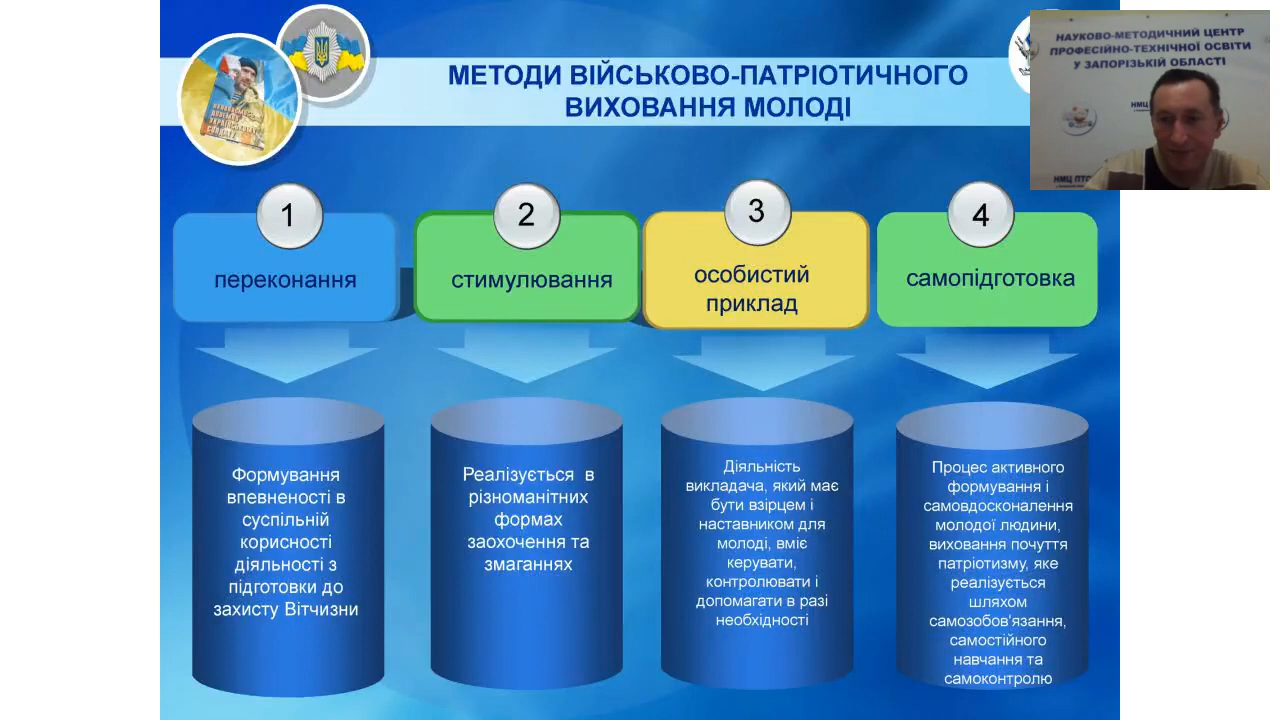 МЕТОДИ ВІЙСЬКОВО-ПАТРІОТИЧНОГО
ВИХОВАННЯ МОЛОДІ
НАУКОВО-МЕТОДИЧНИЙ ЦЕНТР
ПРОФЕСІЙНО-ТЕХНІЧНОЇ ОСВІТИ
У ЗАПОРІЗЬКІЙ ОБЛАСТІ
НМЦ
НМЦ ПТО
1
переконання
Формування
впевненості в
суспільній
корисності
діяльності з
підготовки до
захисту Вітчизни
2
стимулювання
Реалізується в
різноманітних
формах
заохочення та
змаганнях
3
особистий
приклад
Діяльність
викладача, який має
бути взірцем і
наставником для
молоді, вміє
керувати,
контролювати і
допомагати в разі
необхідності
4
самопідготовка
Процес активного
формування і
самовдосконалення
молодої людини,
виховання почуття
патріотизму, яке
реалізується
шляхом
самозобов'язання,
самостійного
навчання та
самоконтролю